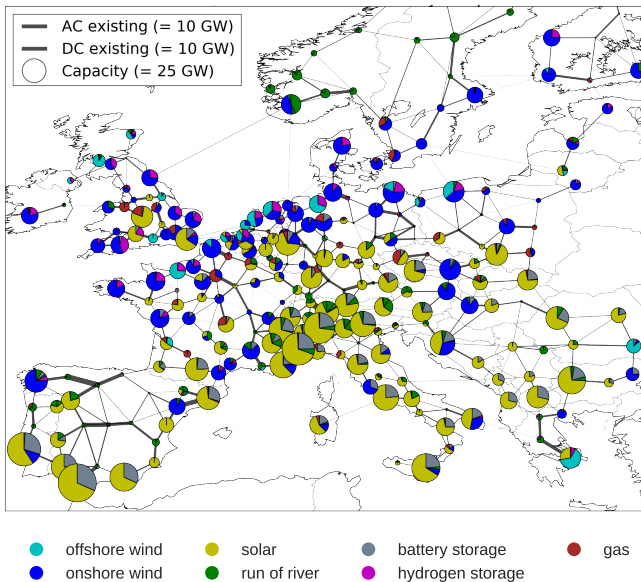 AC existing (= 10 GW)
DC existing (= 10 GW)
Capacity (= 25 GW)
offshore wind
solar
battery storage
gas
onshore wind
run of river
hydrogen storage